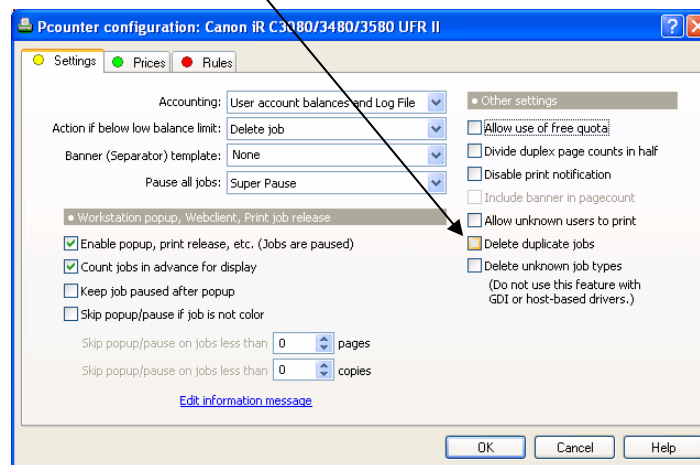 Pcounter configuration: Canon iR C3080/3480/3580 UFR II
Settings
Prices
Rules
Accounting: User account balances and Log File
Action if below low balance limit: Delete job
Banner (Separator) template: None
Pause all jobs: Super Pause
Workstation popup, Webclient, Print job release
Enable popup, print release, etc. (Jobs are paused)
Count jobs in advance for display
Keep job paused after popup
Skip popup/pause if job is not color
Skip popup/pause on jobs less than 0 pages
Skip popup/pause on jobs less than 0 copies
Edit information message
Other settings
Allow use of free quota
Divide duplex page counts in half
Disable print notification
Include banner in pagecount
Allow unknown users to print
Delete duplicate jobs
Delete unknown job types
(Do not use this feature with
GDI or host-based drivers.)
OK
Cancel
Help